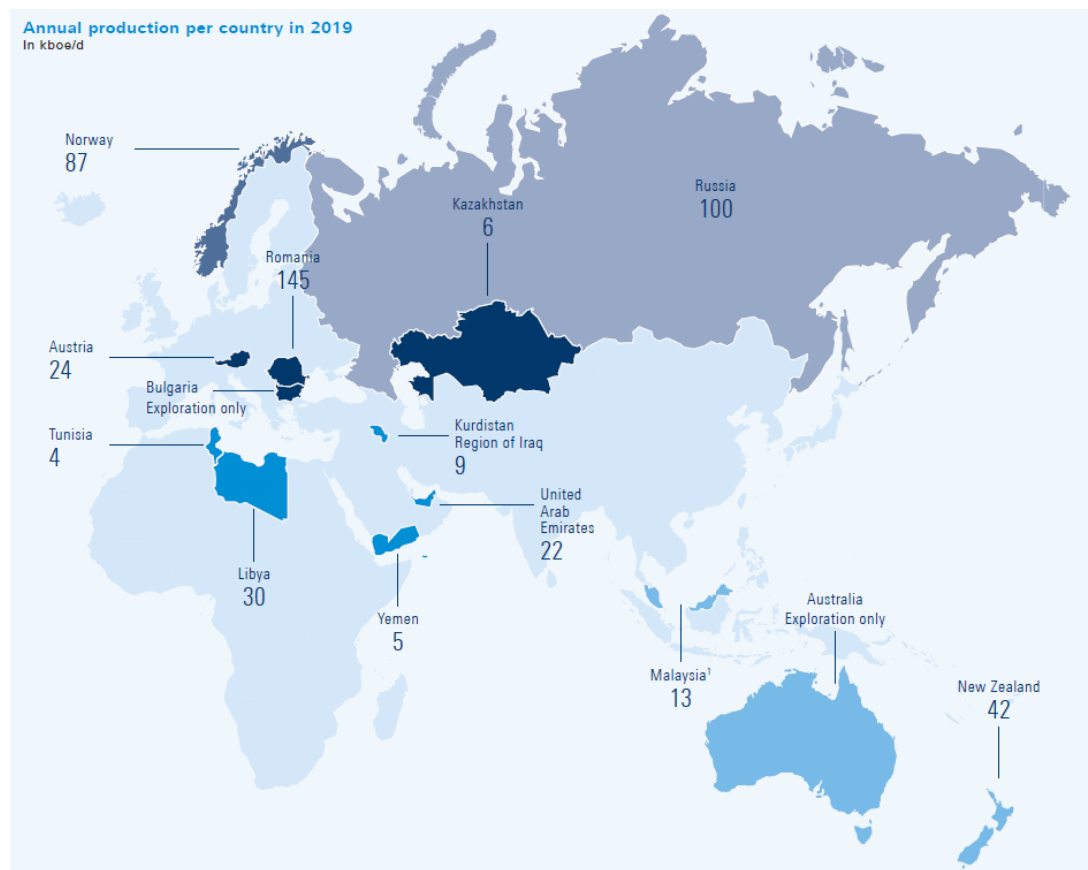 Annual production per country in 2019
In kboe/d
Norway
87
Russia
100
Kazakhstan
6
Romania
145
Austria
24
Bulgaria
Exploration only
Tunisia
4
Kurdistan
Region of Iraq
9
United
Arab
Emirates
22
Libya
30
Yemen
5
Australia
Exploration only
Malaysia¹
13
New Zealand
42